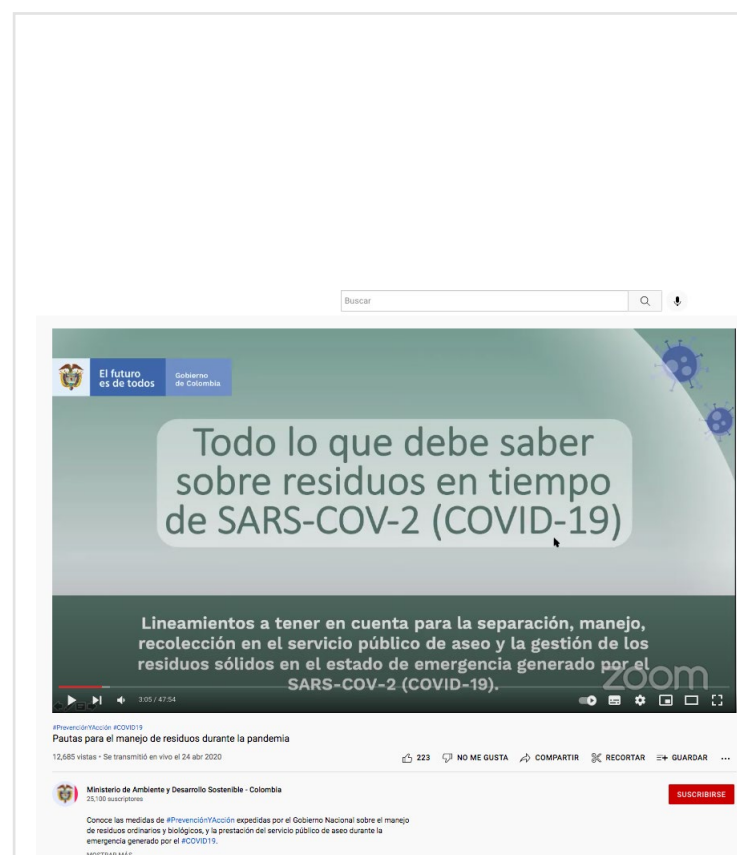 Buscar
El futuro
es de todos
Gobierno
de Colombia
Todo lo que debe saber
sobre residuos en tiempo
de SARS-COV-2 (COVID-19)
Lineamientos a tener en cuenta para la separación, manejo,
recolección en el servicio público de aseo y la gestión de los
residuos sólidos en el estado de emergencia generado por el
SARS-COV-2 (COVID-19).
zoom
3:05 / 47:54
#PrevenciónYAcción #COVID19
Pautas para el manejo de residuos durante la pandemia
12,685 vistas • Se transmitió en vivo el 24 abr 2020
223 NO ME GUSTA COMPARTIR RECORTAR GUARDAR ...
Ministerio de Ambiente y Desarrollo Sostenible - Colombia
25,100 suscriptores
SUSCRIBIRSE
Conoce las medidas de #PrevenciónYAcción expedidas por el Gobierno Nacional sobre el manejo
de residuos ordinarios y biológicos, y la prestación del servicio público de aseo durante la
emergencia generado por el #COVID19.
MOSTRAR MÁS